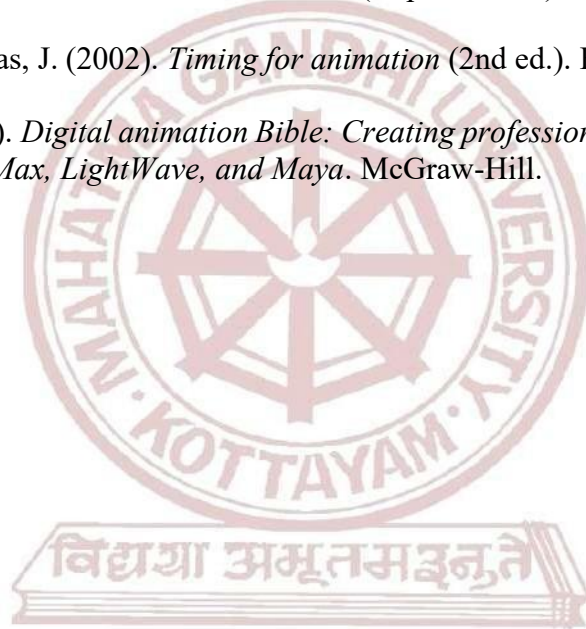 as, J. (2002). Timing for animation (2nd ed.).
). Digital animation Bible: Creating profession
Max, LightWave, and Maya. McGraw-Hill.
MAHATMA GANDHI UNIVERSITY
KOTTAYAM
विद्यया अमृतमश्नुते